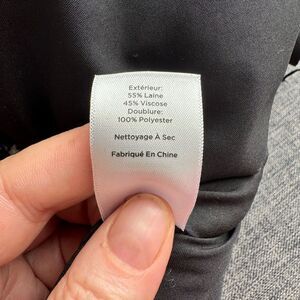 Extérieur:
55% Laine
45% Viscose
Doublure:
100% Polyester
Nettoyage À Sec
Fabriqué En Chine